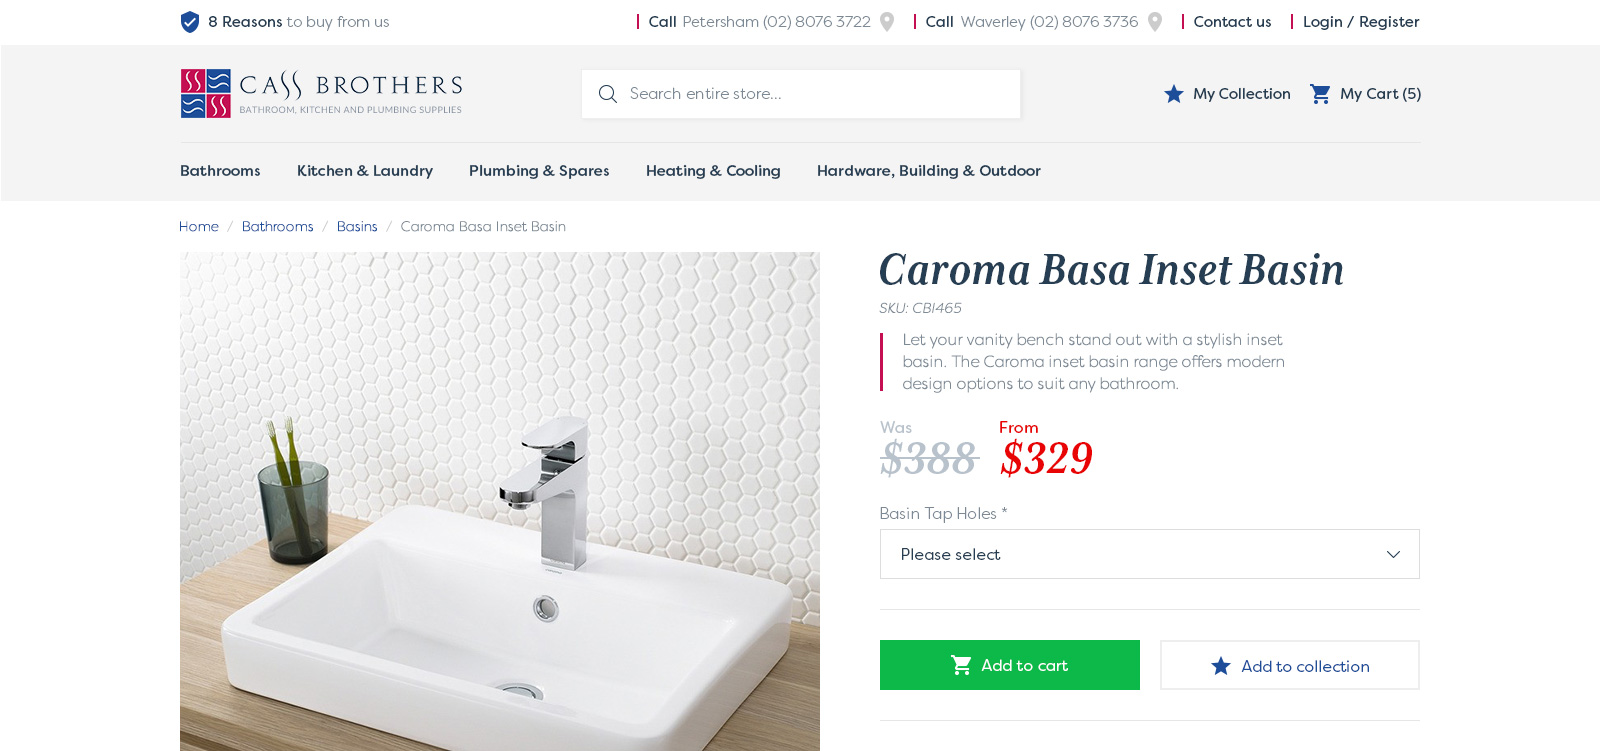 8 Reasons to buy from us
Call Petersham (02) 8076 3722
Call Waverley (02) 8076 3736
Contact us
Login / Register
CASS BROTHERS
BATHROOM, KITCHEN AND PLUMBING SUPPLIES
Search entire store...
My Collection
My Cart (5)
Bathrooms
Kitchen & Laundry
Plumbing & Spares
Heating & Cooling
Hardware, Building & Outdoor
Home / Bathrooms / Basins / Caroma Basa Inset Basin
Caroma Basa Inset Basin
SKU: CBI465
Let your vanity bench stand out with a stylish inset
basin. The Caroma inset basin range offers modern
design options to suit any bathroom.
Was
From
$388
$329
Basin Tap Holes *
Please select
Add to cart
Add to collection